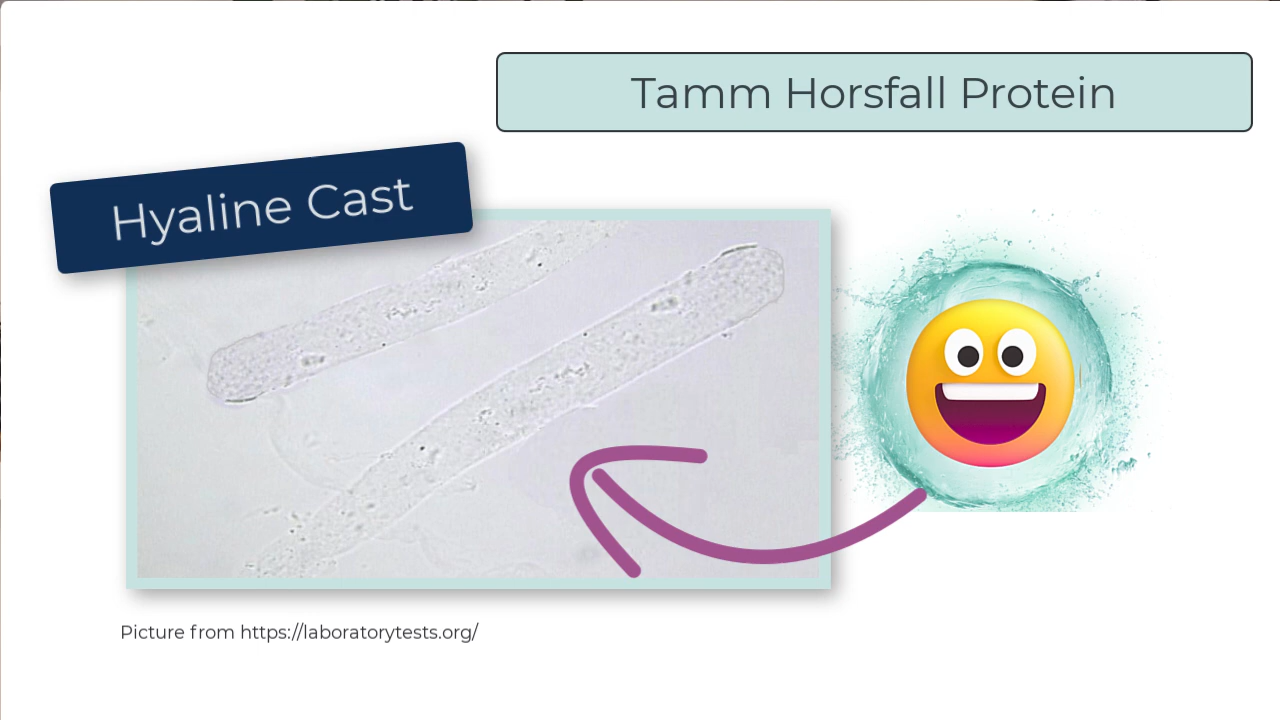 Tamm Horsfall Protein
Hyaline Cast
Picture from https://laboratorytests.org/